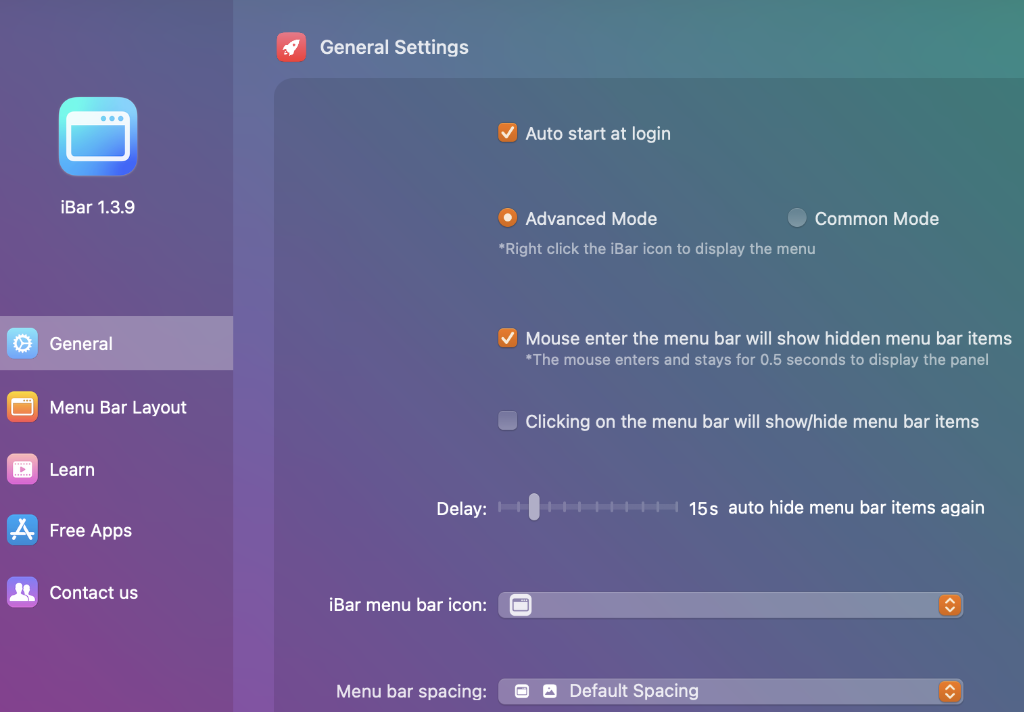 General Settings
iBar 1.3.9
General
Menu Bar Layout
Learn
Free Apps
Contact us
Auto start at login
Advanced Mode
Common Mode
*Right click the iBar icon to display the menu
Mouse enter the menu bar will show hidden menu bar items
*The mouse enters and stays for 0.5 seconds to display the panel
Clicking on the menu bar will show/hide menu bar items
Delay: 15s auto hide menu bar items again
iBar menu bar icon:
Menu bar spacing: Default Spacing